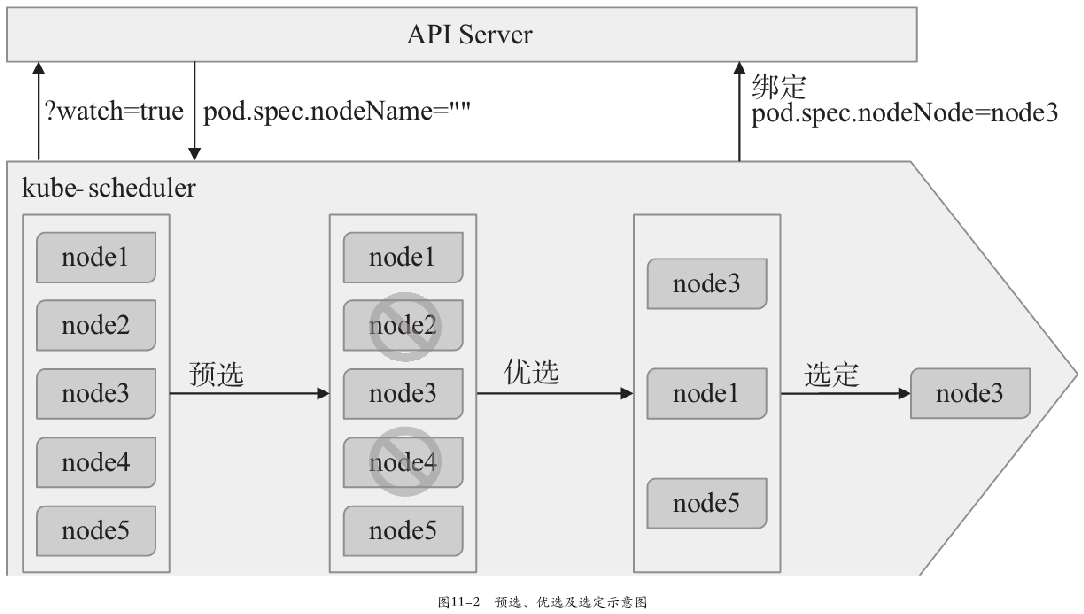 API Server
?watch=true
pod.spec.nodeName=""
绑定
pod.spec.nodeNode=node3
kube-scheduler
node1
node2
node3
node4
node5
预选
node1
node2
node3
node4
node5
优选
node3
node1
node5
选定
node3
图11-2 预选、优选及选定示意图